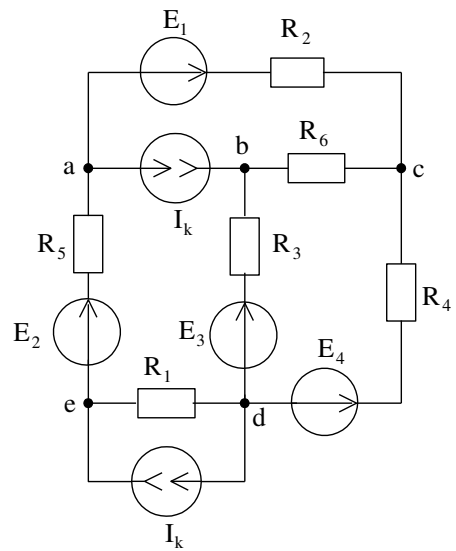 E₁
R₂
a
b
R₆
c
Iₖ
R₅
R₃
R₄
E₂
E₃
E₄
R₁
e
d
Iₖ